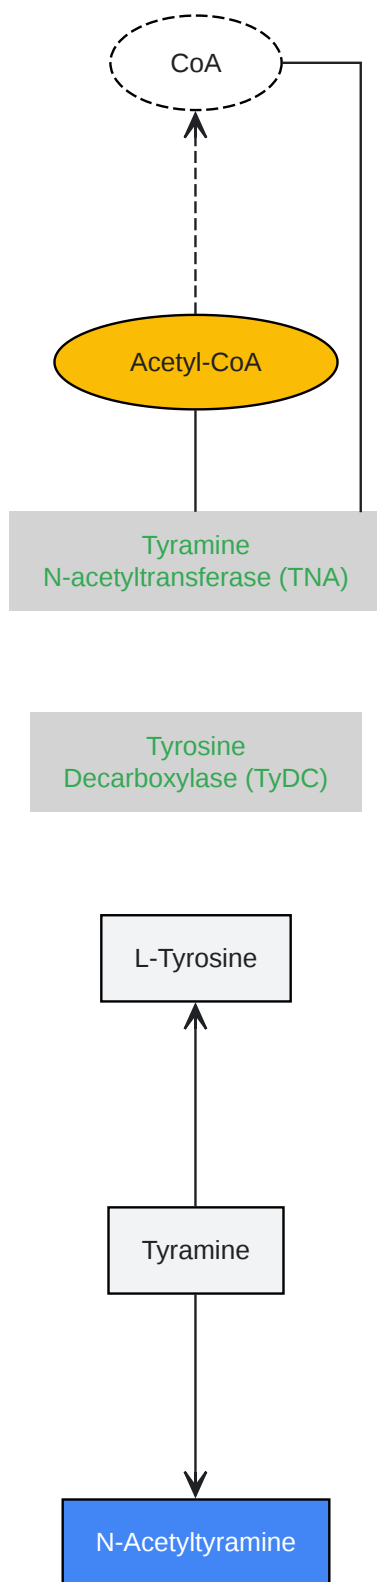 CoA
Acetyl-CoA
Tyramine
N-acetyltransferase (TNA)
Tyrosine
Decarboxylase (TyDC)
L-Tyrosine
Tyramine
N-Acetyltyramine